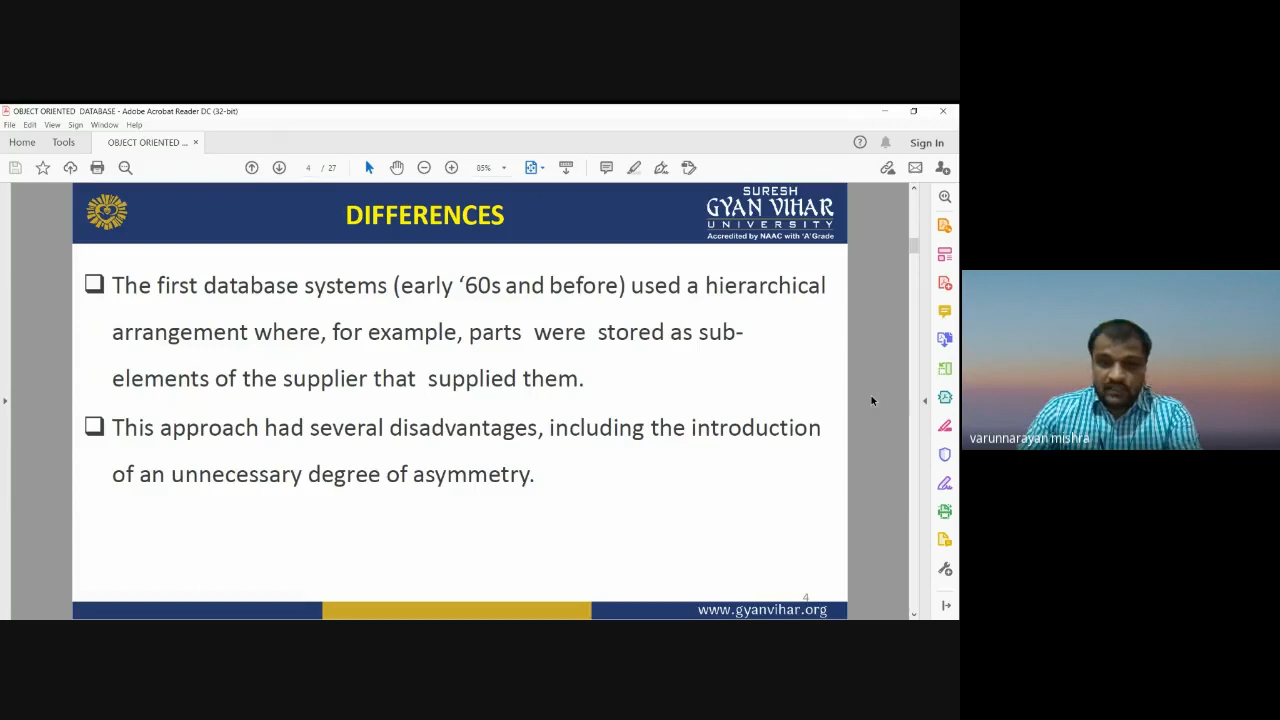 OBJECT ORIENTED DATABASE - Adobe Acrobat Reader DC (32-bit)
File Edit View Sign Window Help
Home Tools OBJECT ORIENTED ... × Sign In
4 / 27 85%
DIFFERENCES
SURESH
GYAN VIHAR
UNIVERSITY
Accredited by NAAC with 'A' Grade
❑ The first database systems (early ‘60s and before) used a hierarchical
arrangement where, for example, parts were stored as sub-
elements of the supplier that supplied them.
❑ This approach had several disadvantages, including the introduction
of an unnecessary degree of asymmetry.
4
www.gyanvihar.org
varunnarayan mishra